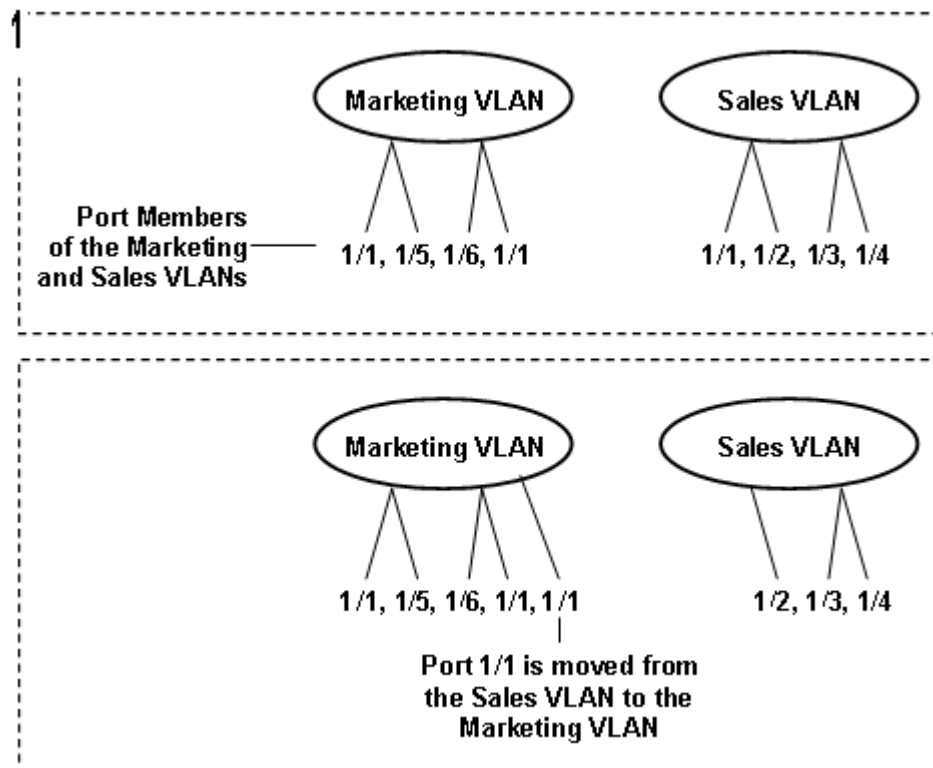 1
Marketing VLAN
Sales VLAN
Port Members
of the Marketing
and Sales VLANs
1/1, 1/5, 1/6, 1/1
1/1, 1/2, 1/3, 1/4
Marketing VLAN
Sales VLAN
1/1, 1/5, 1/6, 1/1, 1/1
1/2, 1/3, 1/4
Port 1/1 is moved from
the Sales VLAN to the
Marketing VLAN